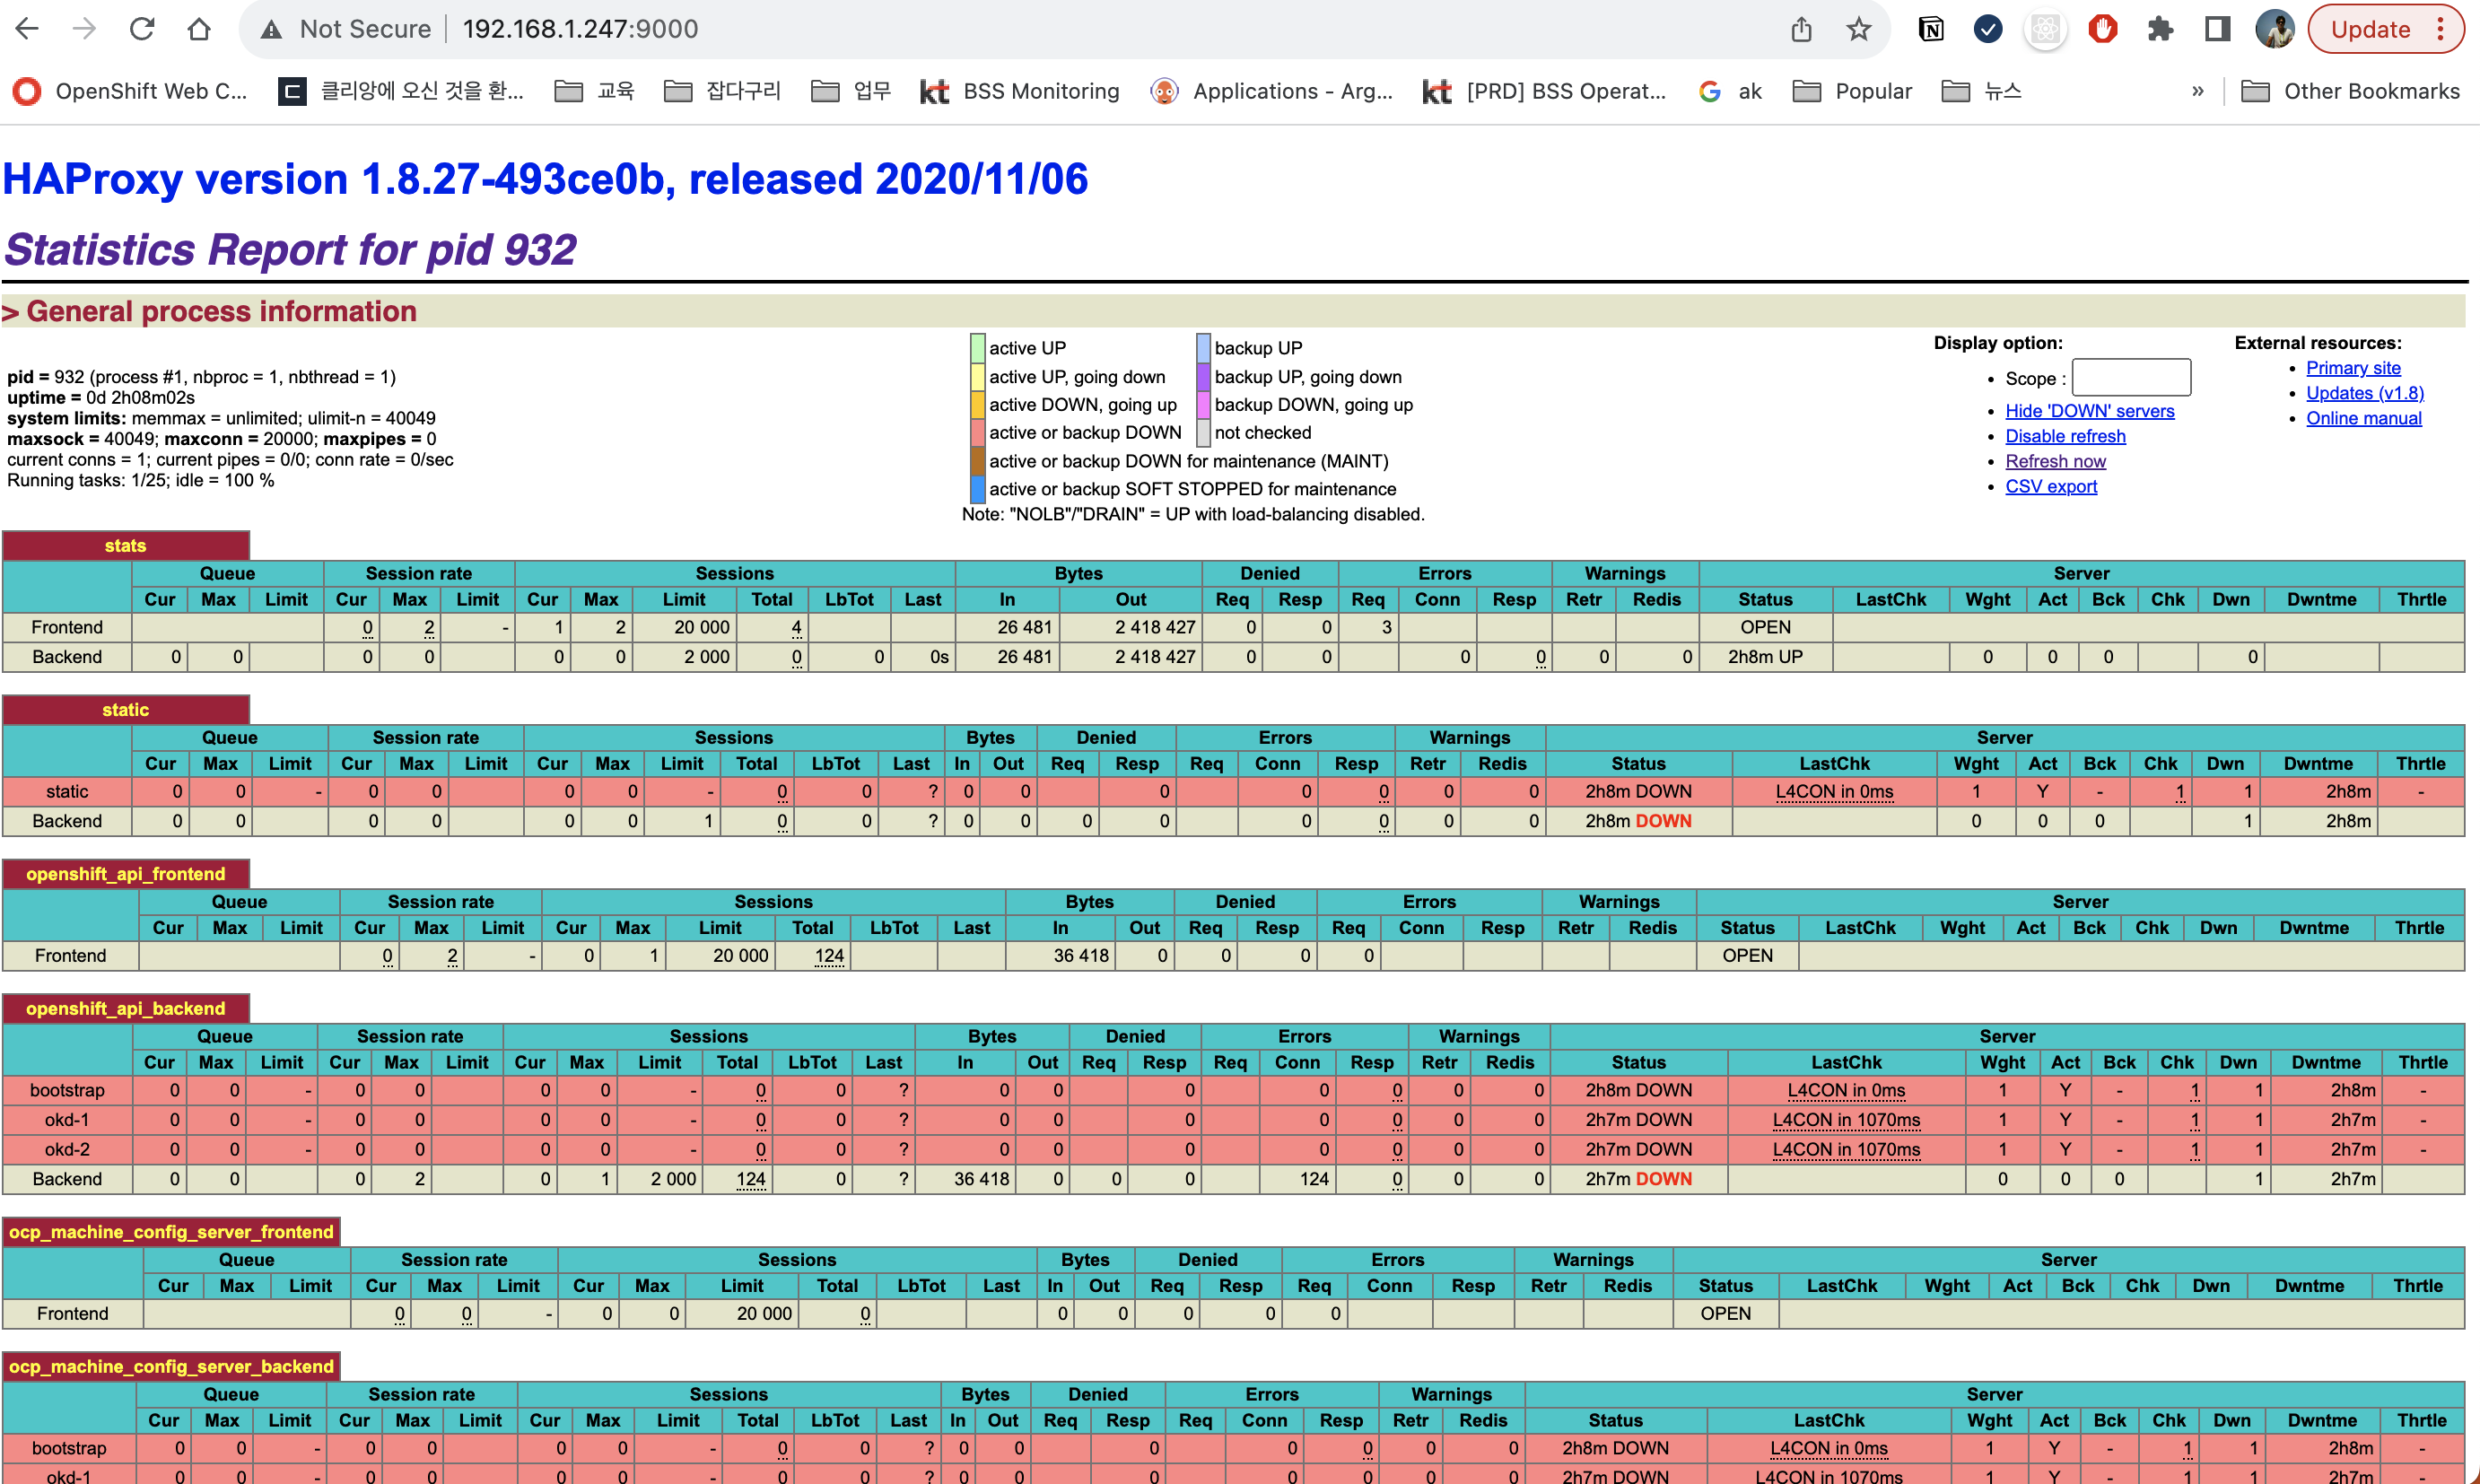 Not Secure 192.168.1.247:9000 Update
OpenShift Web C... 클리앙에 오신 것을 환... 교육 잡다구리 업무 kt BSS Monitoring Applications - Arg... kt [PRD] BSS Operat... ak Popular 뉴스 » Other Bookmarks
HAProxy version 1.8.27-493ce0b, released 2020/11/06
Statistics Report for pid 932
> General process information
pid = 932 (process #1, nbproc = 1, nbthread = 1)
uptime = 0d 2h08m02s
system limits: memmax = unlimited; ulimit-n = 40049
maxsock = 40049; maxconn = 20000; maxpipes = 0
current conns = 1; current pipes = 0/0; conn rate = 0/sec
Running tasks: 1/25; idle = 100 %
active UP backup UP
active UP, going down backup UP, going down
active DOWN, going up backup DOWN, going up
active or backup DOWN not checked
active or backup DOWN for maintenance (MAINT)
active or backup SOFT STOPPED for maintenance
Note: "NOLB"/"DRAIN" = UP with load-balancing disabled.
Display option:
• Scope :
• Hide 'DOWN' servers
• Disable refresh
• Refresh now
• CSV export
External resources:
• Primary site
• Updates (v1.8)
• Online manual
stats
Queue Session rate Sessions Bytes Denied Errors Warnings Server
Cur Max Limit Cur Max Limit Cur Max Limit Total LbTot Last In Out Req Resp Req Conn Resp Retr Redis Status LastChk Wght Act Bck Chk Dwn Dwntme Thrtle
Frontend 0 2 - 1 2 20 000 4 26 481 2 418 427 0 0 3 OPEN
Backend 0 0 0 0 0 0 2 000 0 0 0s 26 481 2 418 427 0 0 0 0 0 0 2h8m UP 0 0 0 0
static
Queue Session rate Sessions Bytes Denied Errors Warnings Server
Cur Max Limit Cur Max Limit Cur Max Limit Total LbTot Last In Out Req Resp Req Conn Resp Retr Redis Status LastChk Wght Act Bck Chk Dwn Dwntme Thrtle
static 0 0 - 0 0 0 0 - 0 0 ? 0 0 0 0 0 0 0 2h8m DOWN L4CON in 0ms 1 Y - 1 1 2h8m -
Backend 0 0 0 0 0 0 1 0 0 ? 0 0 0 0 0 0 0 0 2h8m DOWN 0 0 0 1 2h8m
openshift_api_frontend
Queue Session rate Sessions Bytes Denied Errors Warnings Server
Cur Max Limit Cur Max Limit Cur Max Limit Total LbTot Last In Out Req Resp Req Conn Resp Retr Redis Status LastChk Wght Act Bck Chk Dwn Dwntme Thrtle
Frontend 0 2 - 0 1 20 000 124 36 418 0 0 0 0 OPEN
openshift_api_backend
Queue Session rate Sessions Bytes Denied Errors Warnings Server
Cur Max Limit Cur Max Limit Cur Max Limit Total LbTot Last In Out Req Resp Req Conn Resp Retr Redis Status LastChk Wght Act Bck Chk Dwn Dwntme Thrtle
bootstrap 0 0 - 0 0 0 0 - 0 0 ? 0 0 0 0 0 0 0 2h8m DOWN L4CON in 0ms 1 Y - 1 1 2h8m -
okd-1 0 0 - 0 0 0 0 - 0 0 ? 0 0 0 0 0 0 0 2h7m DOWN L4CON in 1070ms 1 Y - 1 1 2h7m -
okd-2 0 0 - 0 0 0 0 - 0 0 ? 0 0 0 0 0 0 0 2h7m DOWN L4CON in 1070ms 1 Y - 1 1 2h7m -
Backend 0 0 0 2 0 1 2 000 124 0 ? 36 418 0 0 0 124 0 0 0 2h7m DOWN 0 0 0 1 2h7m
ocp_machine_config_server_frontend
Queue Session rate Sessions Bytes Denied Errors Warnings Server
Cur Max Limit Cur Max Limit Cur Max Limit Total LbTot Last In Out Req Resp Req Conn Resp Retr Redis Status LastChk Wght Act Bck Chk Dwn Dwntme Thrtle
Frontend 0 0 - 0 0 20 000 0 0 0 0 0 0 OPEN
ocp_machine_config_server_backend
Queue Session rate Sessions Bytes Denied Errors Warnings Server
Cur Max Limit Cur Max Limit Cur Max Limit Total LbTot Last In Out Req Resp Req Conn Resp Retr Redis Status LastChk Wght Act Bck Chk Dwn Dwntme Thrtle
bootstrap 0 0 - 0 0 0 0 - 0 0 ? 0 0 0 0 0 0 0 2h8m DOWN L4CON in 0ms 1 Y - 1 1 2h8m -
okd-1 0 0 - 0 0 0 0 - 0 0 ? 0 0 0 0 0 0 0 2h7m DOWN L4CON in 1070ms 1 Y - 1 1 2h7m -